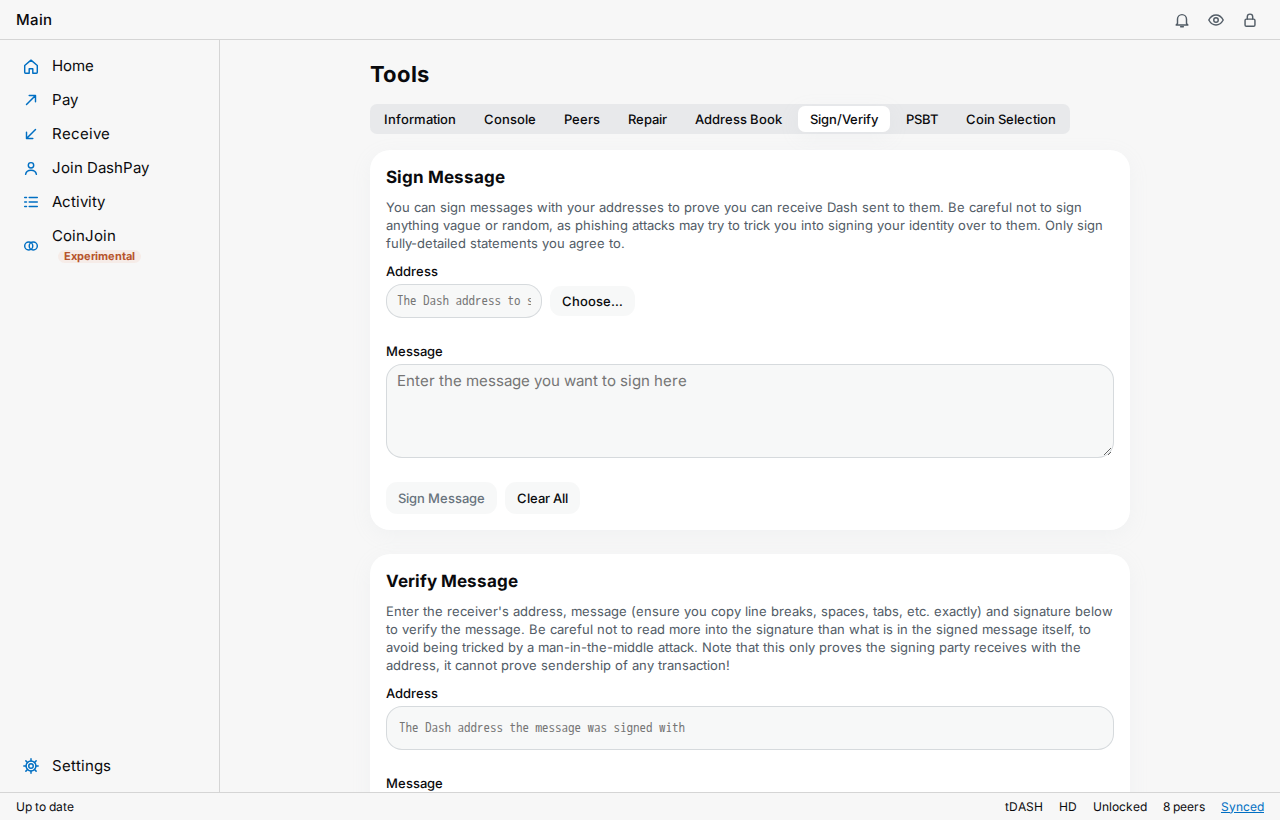 Main
Home
Pay
Receive
Join DashPay
Activity
CoinJoin
Experimental
Settings
Tools
Information Console Peers Repair Address Book Sign/Verify PSBT Coin Selection
Sign Message
You can sign messages with your addresses to prove you can receive Dash sent to them. Be careful not to sign
anything vague or random, as phishing attacks may try to trick you into signing your identity over to them. Only sign
fully-detailed statements you agree to.
Address
The Dash address to s
Choose...
Message
Enter the message you want to sign here
Sign Message Clear All
Verify Message
Enter the receiver's address, message (ensure you copy line breaks, spaces, tabs, etc. exactly) and signature below
to verify the message. Be careful not to read more into the signature than what is in the signed message itself, to
avoid being tricked by a man-in-the-middle attack. Note that this only proves the signing party receives with the
address, it cannot prove sendership of any transaction!
Address
The Dash address the message was signed with
Message
Up to date
tDASH HD Unlocked 8 peers Synced